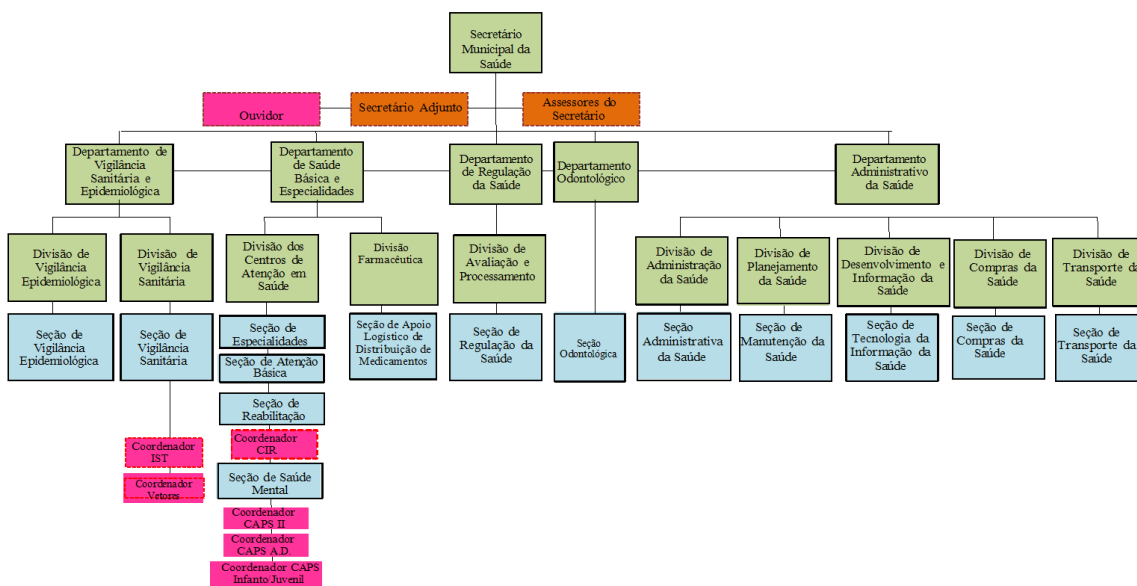 Secretário
Municipal da
Saúde
Ouvidor
Secretário Adjunto
Assessores do
Secretário
Departamento de
Vigilância
Sanitária e
Epidemiológica
Departamento
de Saúde
Básica e
Especialidades
Departamento
de Regulação
da Saúde
Departamento
Odontológico
Departamento
Administrativo
da Saúde
Divisão de
Vigilância
Epidemiológica
Divisão de
Vigilância
Sanitária
Divisão dos
Centros de
Atenção em
Saúde
Divisão
Farmacêutica
Divisão de
Avaliação e
Processamento
Divisão de
Administração
da Saúde
Divisão de
Planejamento
da Saúde
Divisão de
Desenvolvimento e
Informação da
Saúde
Divisão de
Compras da
Saúde
Divisão de
Transporte da
Saúde
Seção de
Vigilância
Epidemiológica
Seção de
Vigilância
Sanitária
Seção de
Especialidades
Seção de Atenção
Básica
Seção de
Reabilitação
Coordenador
CIR
Seção de Saúde
Mental
Coordenador
CAPS II
Coordenador
CAPS A.D.
Coordenador CAPS
Infanto/Juvenil
Coordenador
IST
Coordenador
Vetores
Seção de Apoio
Logístico de
Distribuição de
Medicamentos
Seção de
Regulação da
Saúde
Seção
Odontológica
Seção
Administrativa
da Saúde
Seção de
Manutenção da
Saúde
Seção de
Tecnologia da
Informação da
Saúde
Seção de
Compras da
Saúde
Seção de
Transporte da
Saúde